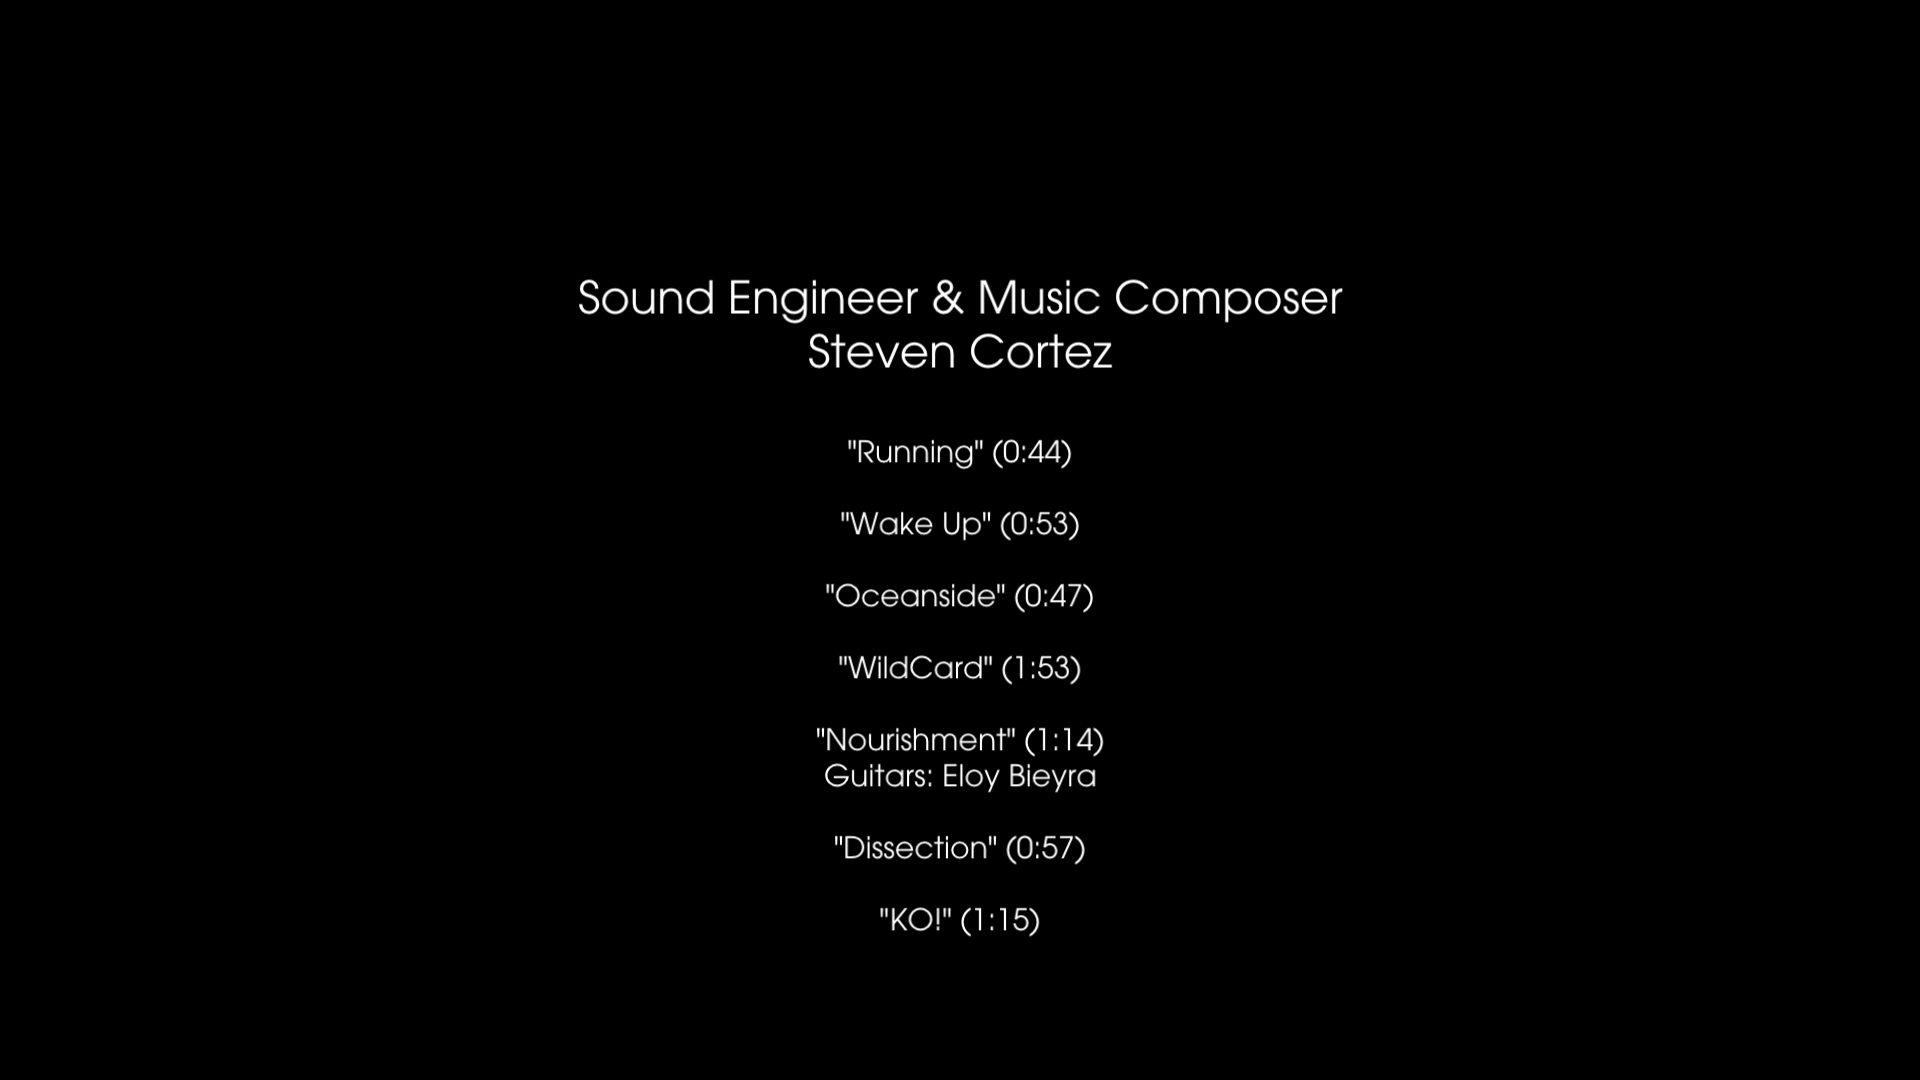 Sound Engineer & Music Composer
Steven Cortez
"Running" (0:44)
"Wake Up" (0:53)
"Oceanside" (0:47)
"WildCard" (1:53)
"Nourishment" (1:14)
Guitars: Eloy Bieyra
"Dissection" (0:57)
"KO!" (1:15)